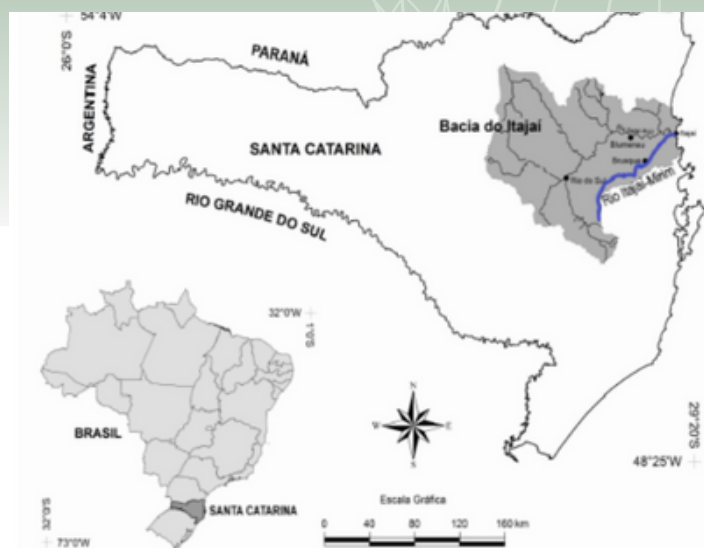 54°4'W
26°0'S
PARANÁ
ARGENTINA
SANTA CATARINA
Bacia do Itajaí
Itajaí
Blumenau
Brusque
Rio do Sul
Rio Itajaí-Mirim
RIO GRANDE DO SUL
32°0'W
1°0'S
BRASIL
N
W
E
S
29°20'S
48°25'W
SANTA CATARINA
Escala Gráfica
0 40 80 120 160 km
32°0'S
73°0'W